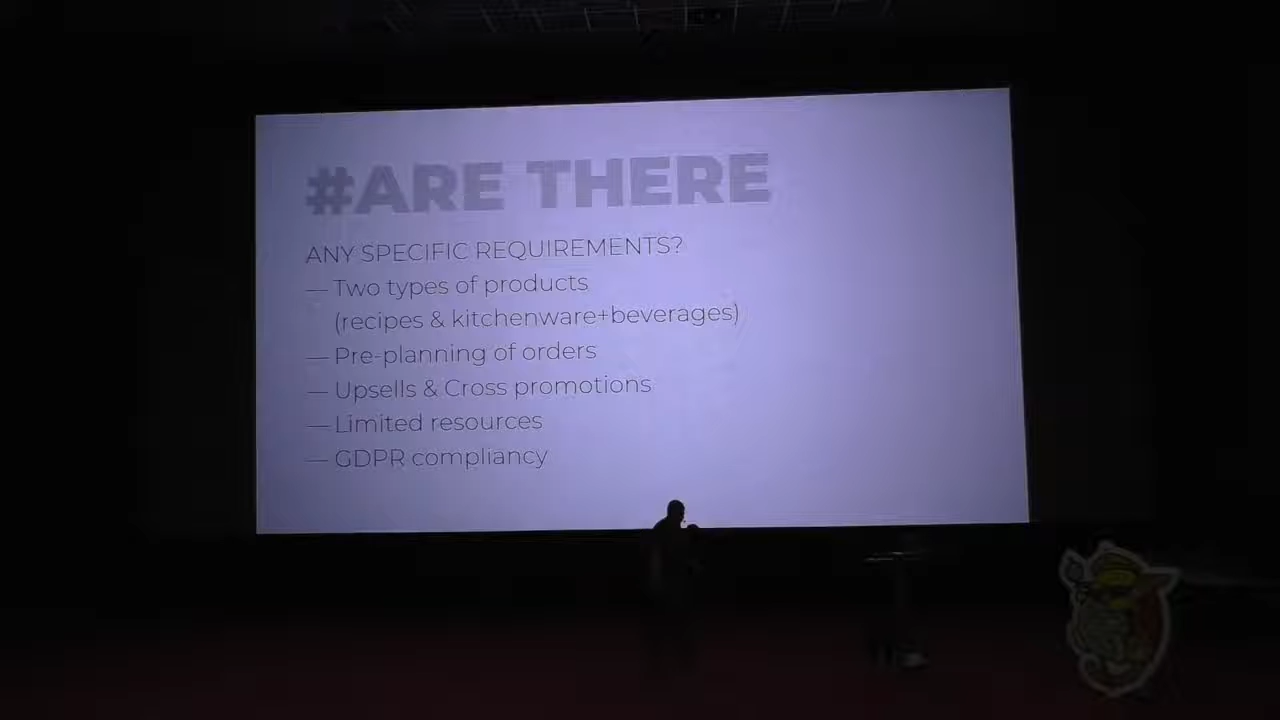 #ARE THERE
ANY SPECIFIC REQUIREMENTS?
— Two types of products
(recipes & kitchenware+beverages)
— Pre-planning of orders
— Upsells & Cross promotions
— Limited resources
— GDPR compliancy